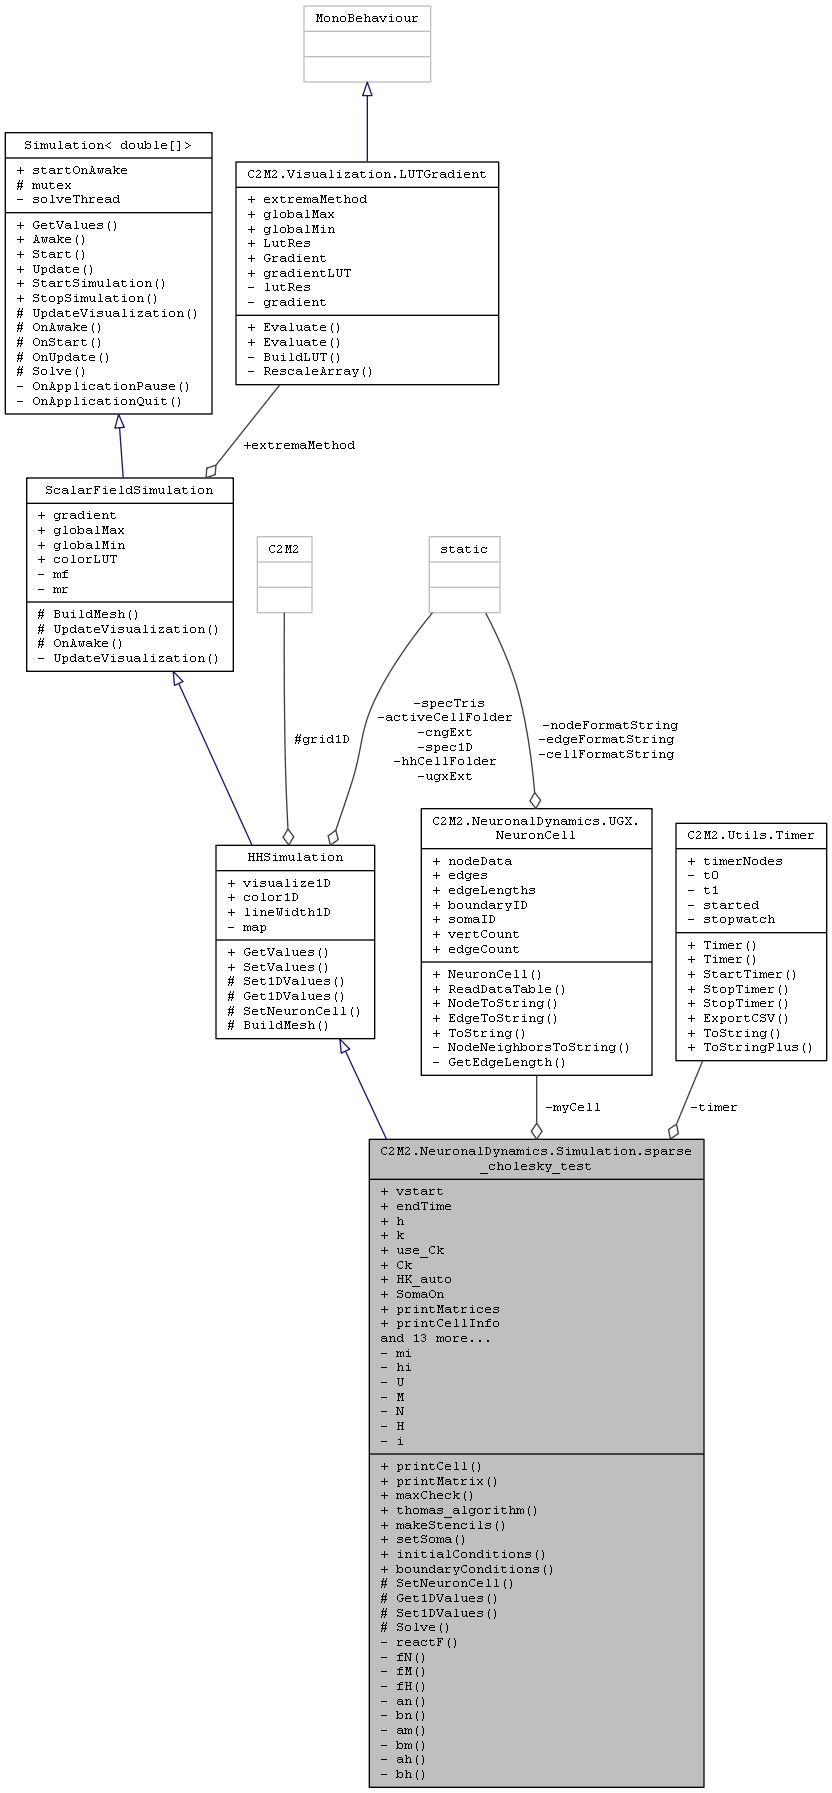 MonoBehaviour
Simulation< double[]>
+ startOnAwake
# mutex
- solveThread
+ GetValues()
+ Awake()
+ Start()
+ Update()
+ StartSimulation()
+ StopSimulation()
# UpdateVisualization()
# OnAwake()
# OnStart()
# OnUpdate()
# Solve()
- OnApplicationPause()
- OnApplicationQuit()
C2M2.Visualization.LUTGradient
+ extremaMethod
+ globalMax
+ globalMin
+ LutRes
+ Gradient
+ gradientLUT
- lutRes
- gradient
+ Evaluate()
+ Evaluate()
- BuildLUT()
- RescaleArray()
+extremaMethod
ScalarFieldSimulation
+ gradient
+ globalMax
+ globalMin
+ colorLUT
- mf
- mr
# BuildMesh()
# UpdateVisualization()
# OnAwake()
- UpdateVisualization()
C2M2
static
#grid1D
-specTris
-activeCellFolder
-cngExt
-spec1D
-hhCellFolder
-ugxExt
-nodeFormatString
-edgeFormatString
-cellFormatString
HHSimulation
+ visualize1D
+ color1D
+ lineWidth1D
- map
+ GetValues()
+ SetValues()
# Set1DValues()
# Get1DValues()
# SetNeuronCell()
# BuildMesh()
C2M2.NeuronalDynamics.UGX.
NeuronCell
+ nodeData
+ edges
+ edgeLengths
+ boundaryID
+ somaID
+ vertCount
+ edgeCount
+ NeuronCell()
+ ReadDataTable()
+ NodeToString()
+ EdgeToString()
+ ToString()
- NodeNeighborsToString()
- GetEdgeLength()
C2M2.Utils.Timer
+ timerNodes
- t0
- t1
- started
- stopwatch
+ Timer()
+ Timer()
+ StartTimer()
+ StopTimer()
+ StopTimer()
+ ExportCSV()
+ ToString()
+ ToStringPlus()
-myCell
-timer
C2M2.NeuronalDynamics.Simulation.sparse
_cholesky_test
+ vstart
+ endTime
+ h
+ k
+ use_Ck
+ Ck
+ HK_auto
+ SomaOn
+ printMatrices
+ printCellInfo
and 13 more...
- mi
- hi
- U
- M
- N
- H
- i
+ printCell()
+ printMatrix()
+ maxCheck()
+ thomas_algorithm()
+ makeStencils()
+ setSoma()
+ initialConditions()
+ boundaryConditions()
# SetNeuronCell()
# Get1DValues()
# Set1DValues()
# Solve()
- reactF()
- fN()
- fM()
- fH()
- an()
- bn()
- am()
- bm()
- ah()
- bh()